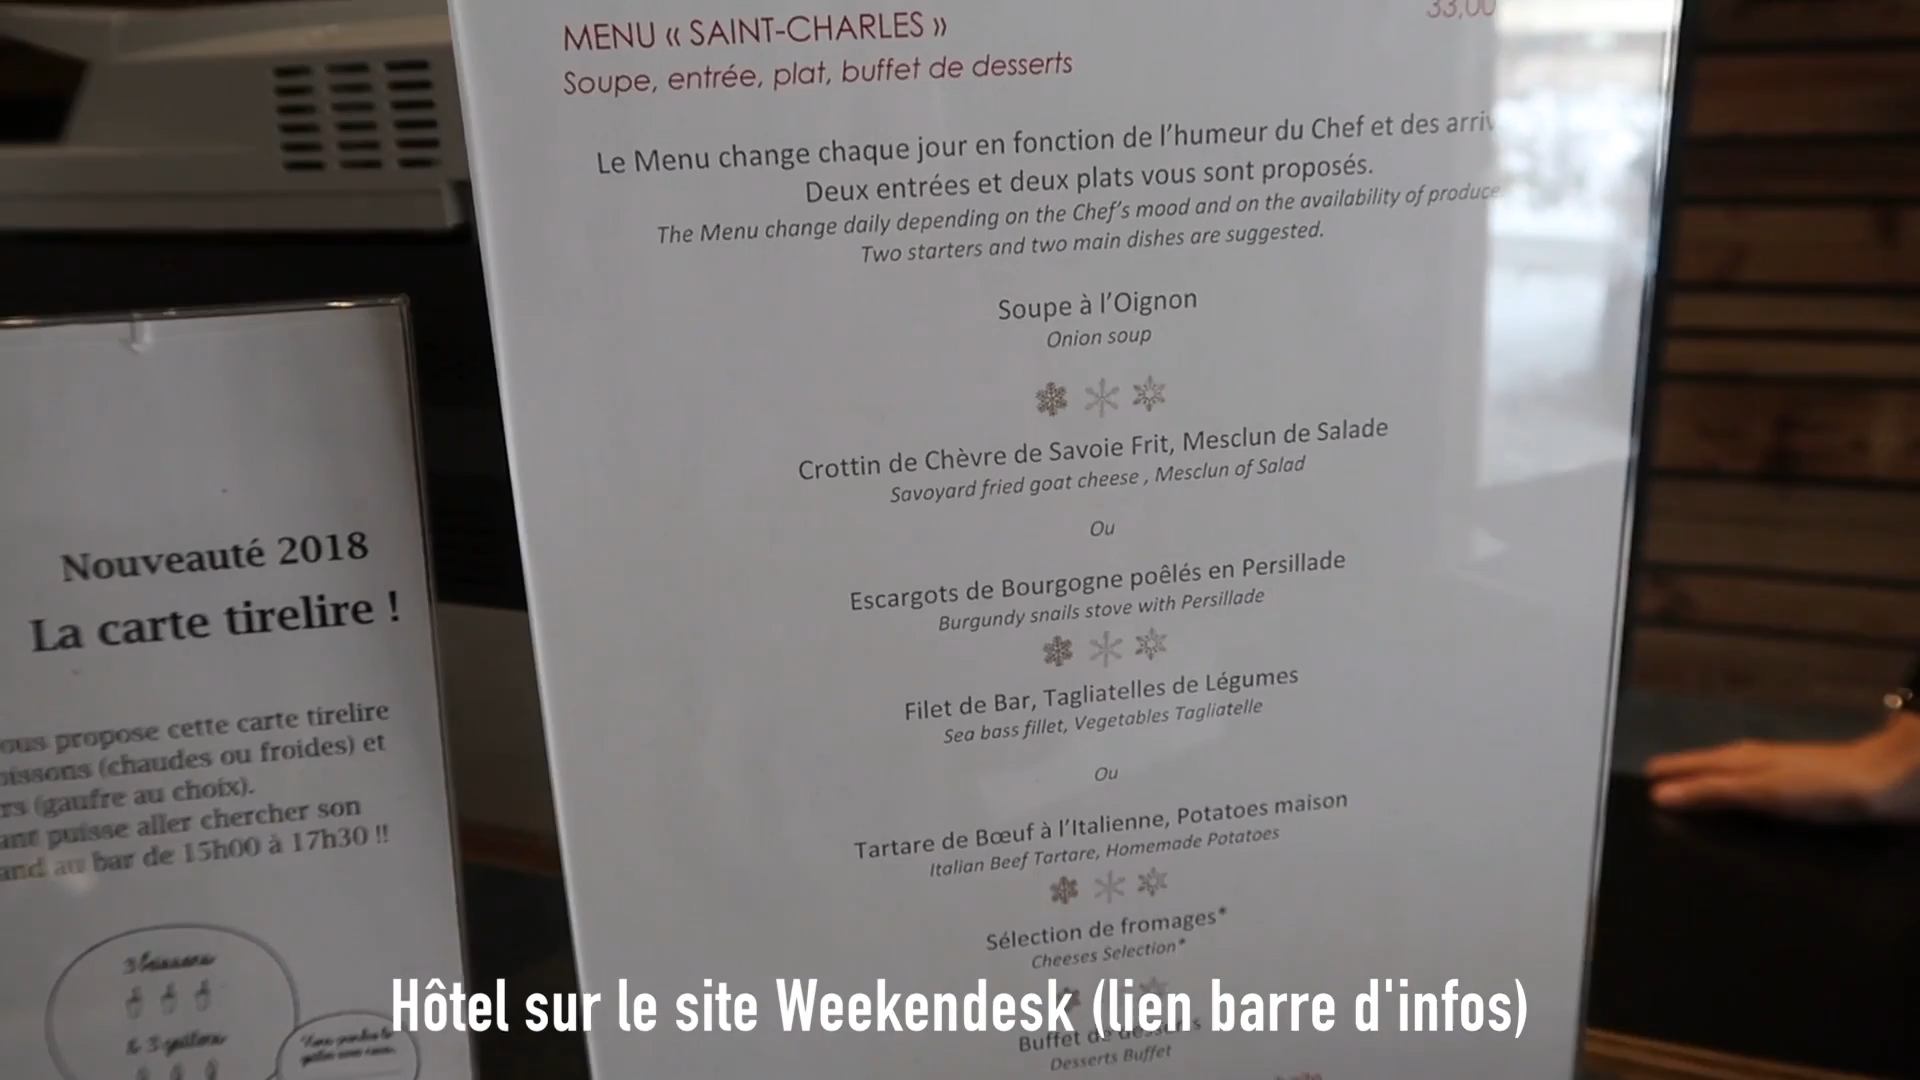 MENU « SAINT-CHARLES »
33,00
Soupe, entrée, plat, buffet de desserts
Le Menu change chaque jour en fonction de l'humeur du Chef et des
Deux entrées et deux plats vous sont proposés.
The Menu change daily depending on the Chef's mood and on the availability of produce.
Two starters and two main dishes are suggested.
Soupe à l'Oignon
Onion soup
Crottin de Chèvre de Savoie Frit, Mesclun de Salade
Savoyard fried goat cheese , Mesclun of Salad
Ou
Escargots de Bourgogne poêlés en Persillade
Burgundy snails stove with Persillade
Filet de Bar, Tagliatelles de Légumes
Sea bass fillet, Vegetables Tagliatelle
Ou
Tartare de Bœuf à l'Italienne, Potatoes maison
Italian Beef Tartare, Homemade Potatoes
Sélection de fromages*
Cheeses Selection*
Buffet de desserts
Desserts Buffet
Nouveauté 2018
La carte tirelire !
propose cette carte tirelire
(chaudes ou froides) et
(gaufre au choix).
puisse aller chercher son
au bar de 15h00 à 17h30 !!
Hôtel sur le site Weekendesk (lien barre d'infos)